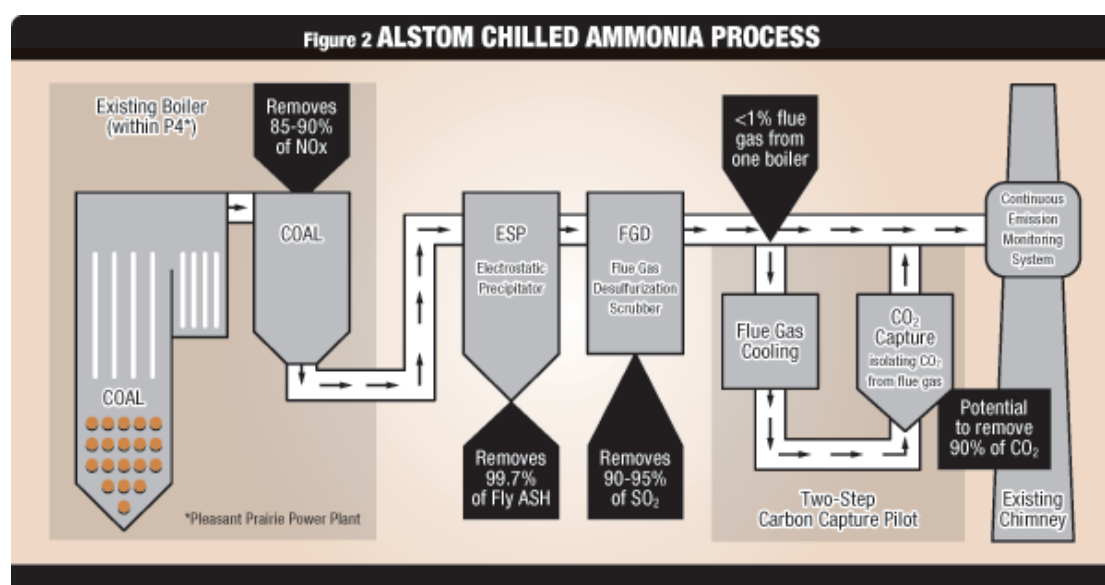 Figure 2 ALSTOM CHILLED AMMONIA PROCESS
Existing Boiler
(within P4*)
Removes
85-90%
of NOx
COAL
COAL
*Pleasant Prairie Power Plant
ESP
Electrostatic
Precipitator
Removes
99.7%
of Fly ASH
FGD
Flue Gas
Desulfurization
Scrubber
Removes
90-95%
of SO₂
<1% flue
gas from
one boiler
Flue Gas
Cooling
CO₂
Capture
isolating CO₂
from flue gas
Potential
to remove
90% of CO₂
Two-Step
Carbon Capture Pilot
Continuous
Emission
Monitoring
System
Existing
Chimney